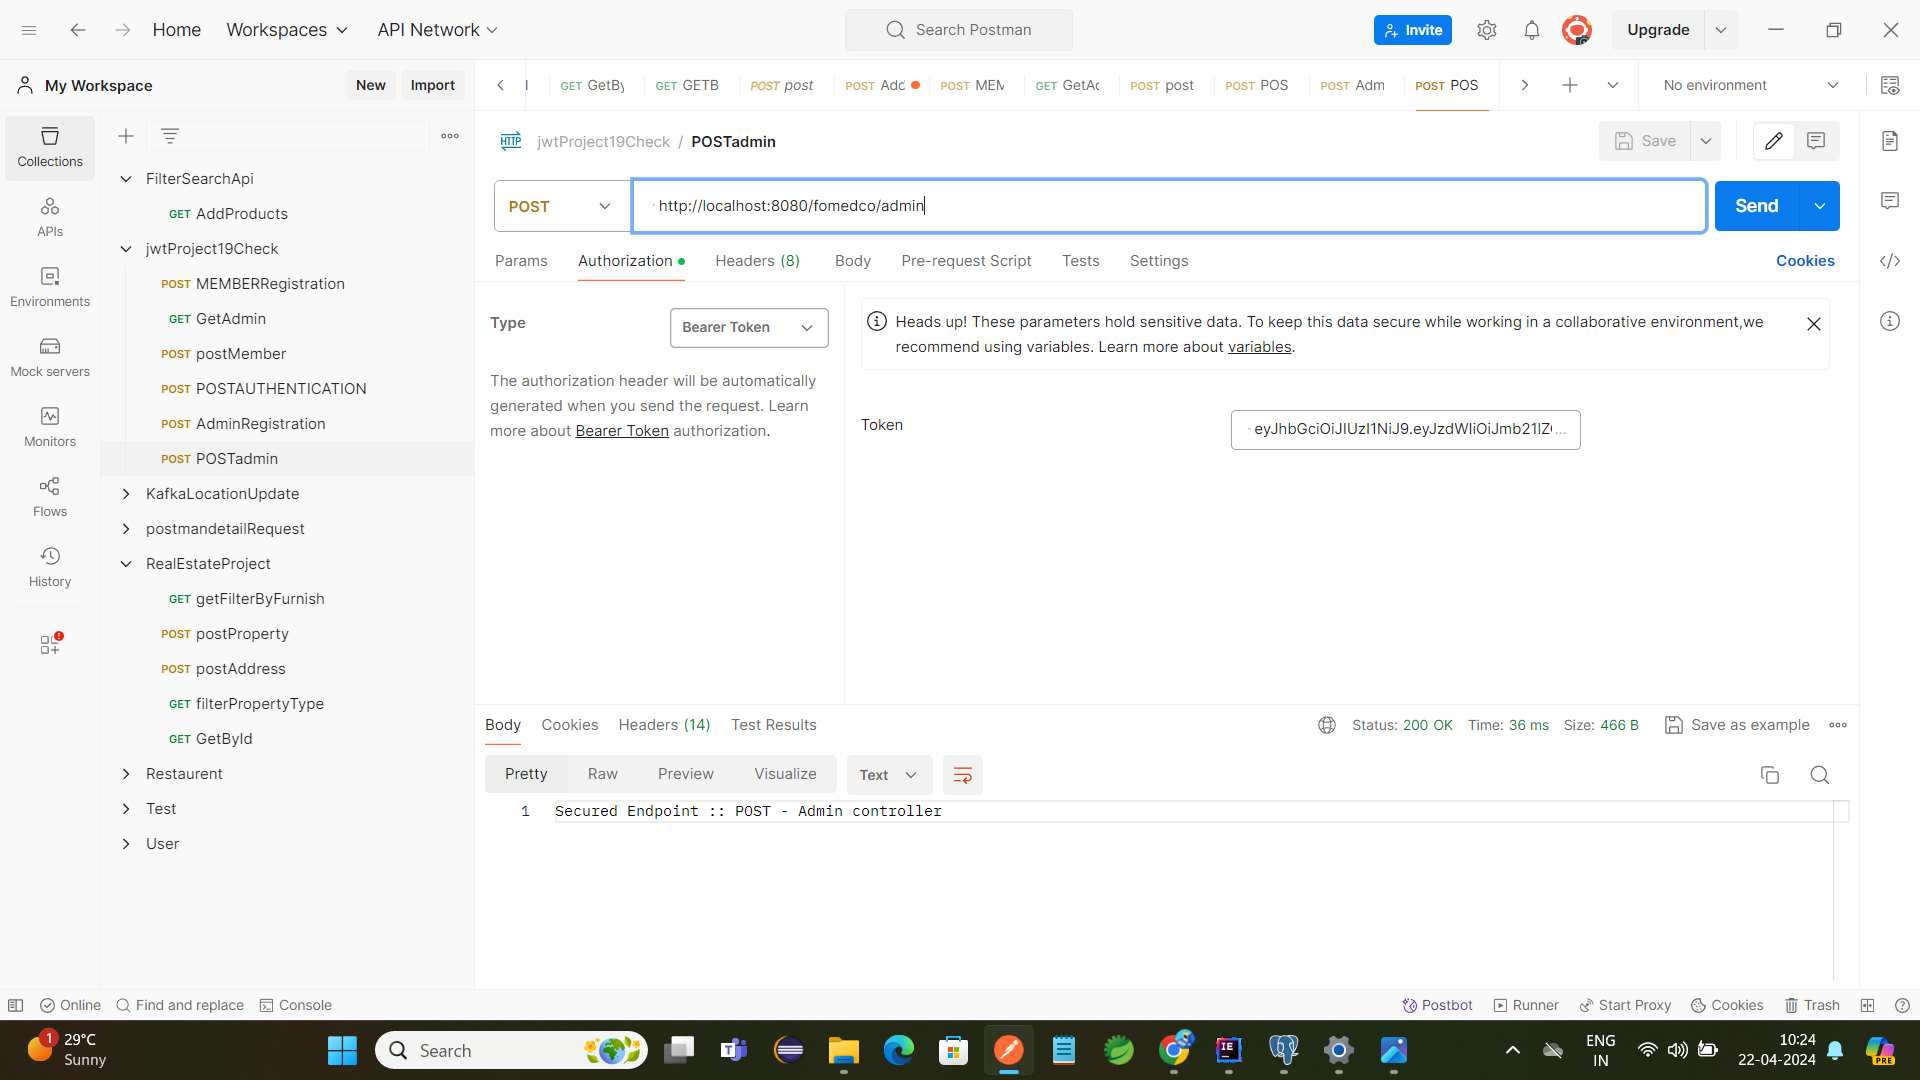 Home
Workspaces
API Network
Search Postman
Invite
Upgrade
My Workspace
New
Import
GET GetBy
GET GETB
POST post
POST Add
POST MEM
GET GetAc
POST post
POST POS
POST Adm
POST POS
No environment
Collections
APIs
Environments
Mock servers
Monitors
Flows
History
FilterSearchApi
GET AddProducts
jwtProject19Check
POST MEMBERRegistration
GET GetAdmin
POST postMember
POST POSTAUTHENTICATION
POST AdminRegistration
POST POSTadmin
KafkaLocationUpdate
postmandetailRequest
RealEstateProject
GET getFilterByFurnish
POST postProperty
POST postAddress
GET filterPropertyType
GET GetById
Restaurent
Test
User
HTTP jwtProject19Check / POSTadmin
Save
POST
http://localhost:8080/fomedco/admin
Send
Params
Authorization
Headers (8)
Body
Pre-request Script
Tests
Settings
Cookies
Type
Bearer Token
The authorization header will be automatically
generated when you send the request. Learn
more about Bearer Token authorization.
Heads up! These parameters hold sensitive data. To keep this data secure while working in a collaborative environment,we
recommend using variables. Learn more about variables.
Token
eyJhbGciOiJIUzI1NiJ9.eyJzdWIiOiJmb21lZ...
Body
Cookies
Headers (14)
Test Results
Status: 200 OK
Time: 36 ms
Size: 466 B
Save as example
Pretty
Raw
Preview
Visualize
Text
1 Secured Endpoint :: POST - Admin controller
Online
Find and replace
Console
Postbot
Runner
Start Proxy
Cookies
Trash
1
29°C
Sunny
Search
ENG
IN
10:24
22-04-2024
PRE